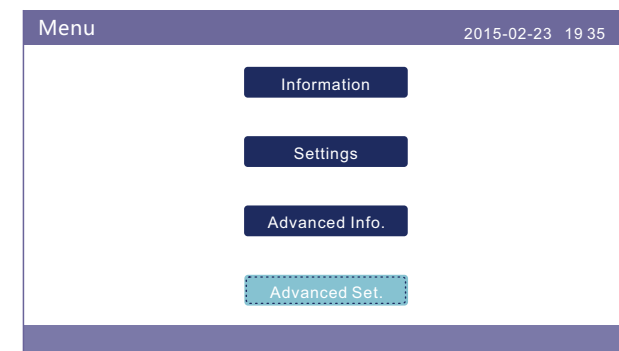 Menu
2015-02-23 19 35
Information
Settings
Advanced Info.
Advanced Set.